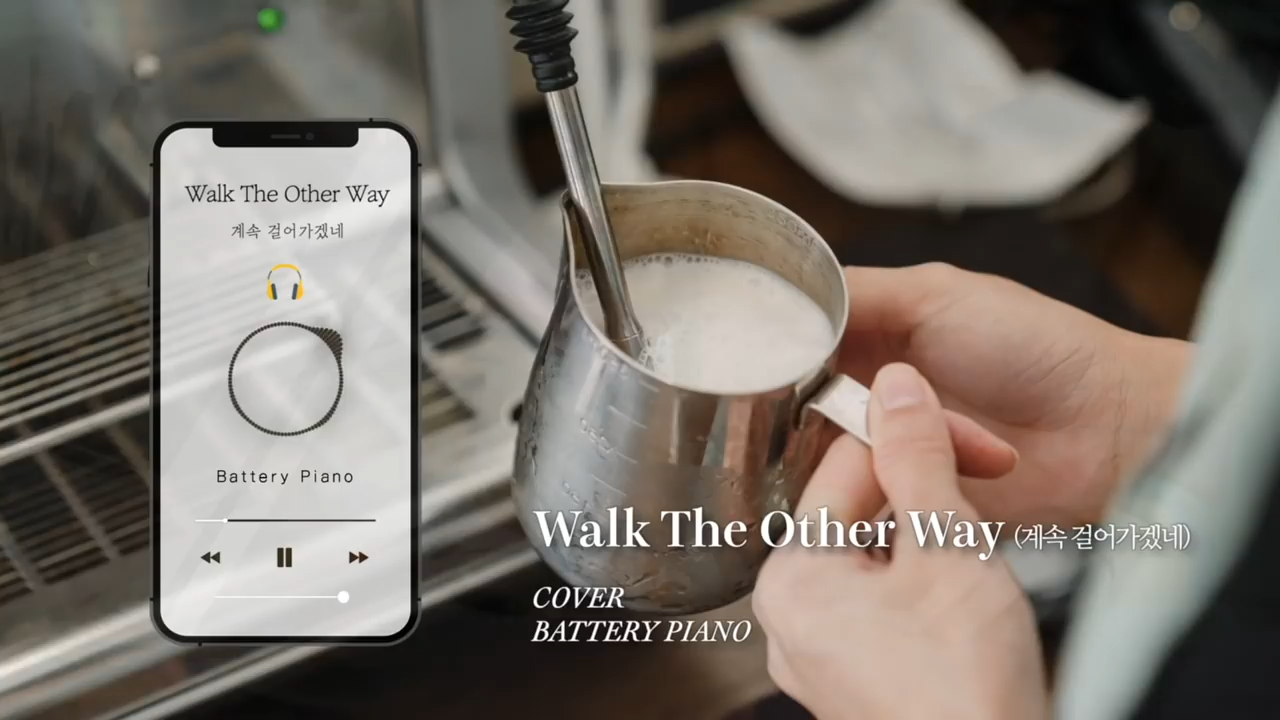 Walk The Other Way
계속 걸어가겠네
Battery Piano
Walk The Other Way (계속 걸어가겠네)
COVER
BATTERY PIANO